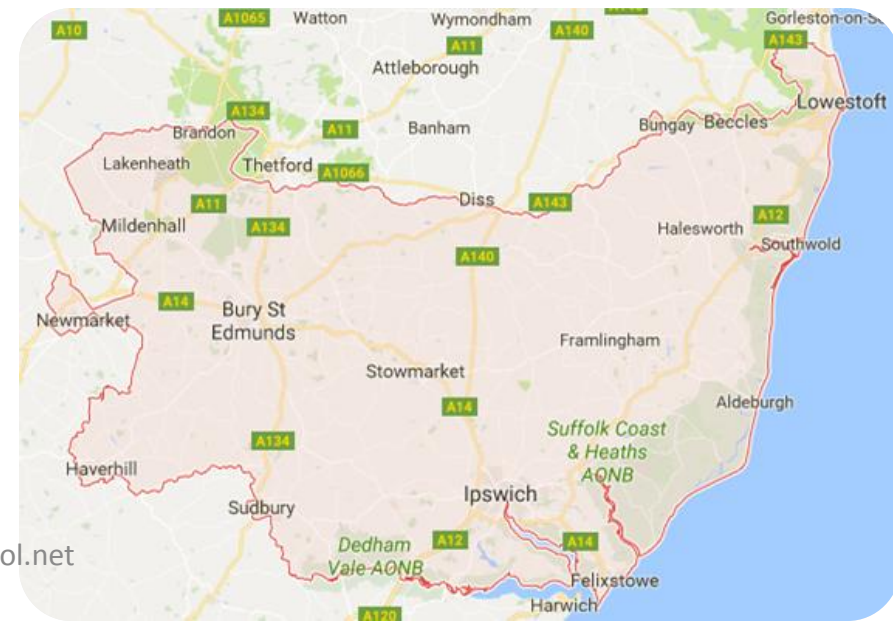 A1065
Watton
Wymondham
A140
Gorleston-on-S
A10
A11
A143
Attleborough
Lowestoft
A134
Brandon
A11
Banham
Bungay
Beccles
Lakenheath
Thetford
A1066
Diss
A143
A11
Mildenhall
A134
A12
Halesworth
Southwold
A140
A14
Newmarket
Bury St
Edmunds
Framlingham
Stowmarket
Aldeburgh
A14
A134
Suffolk Coast
& Heaths
AONB
Haverhill
Ipswich
Sudbury
A12
A14
Dedham
Vale AONB
ol.net
Felixstowe
Harwich
A120